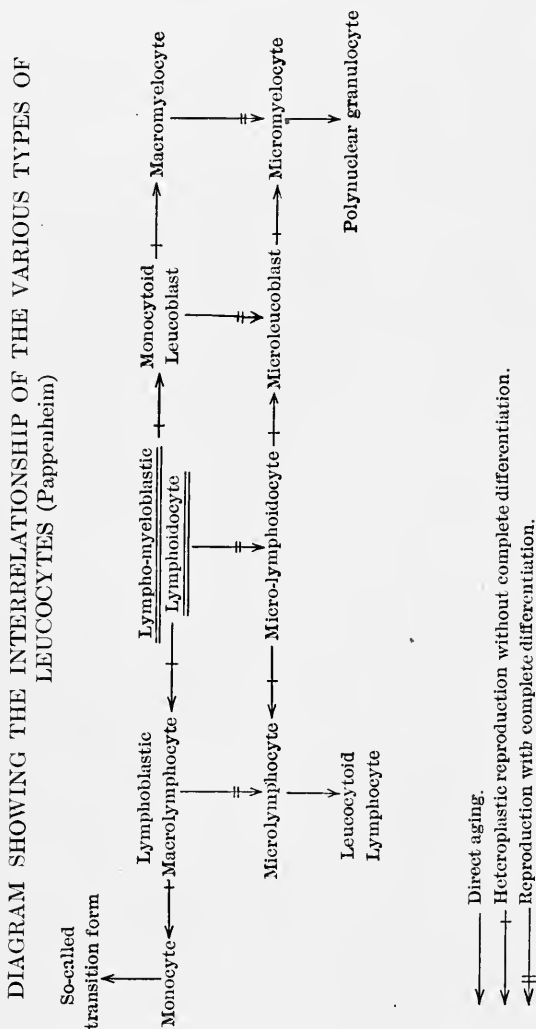 DIAGRAM SHOWING THE INTERRELATIONSHIP OF THE VARIOUS TYPES OF
LEUCOCYTES (Pappenheim)
So-called
transition form
Monocyte
Lymphoblastic
Macrolymphocyte
Lympho-myeloblastic
Lymphoidocyte
Monocytoid
Leucoblast
Macromyelocyte
Microlymphocyte
Micro-lymphoidocyte
Microleucoblast
Micromyelocyte
Leucocytoid
Lymphocyte
Polynuclear granulocyte
Direct aging.
Heteroplastic reproduction without complete differentiation.
Reproduction with complete differentiation.